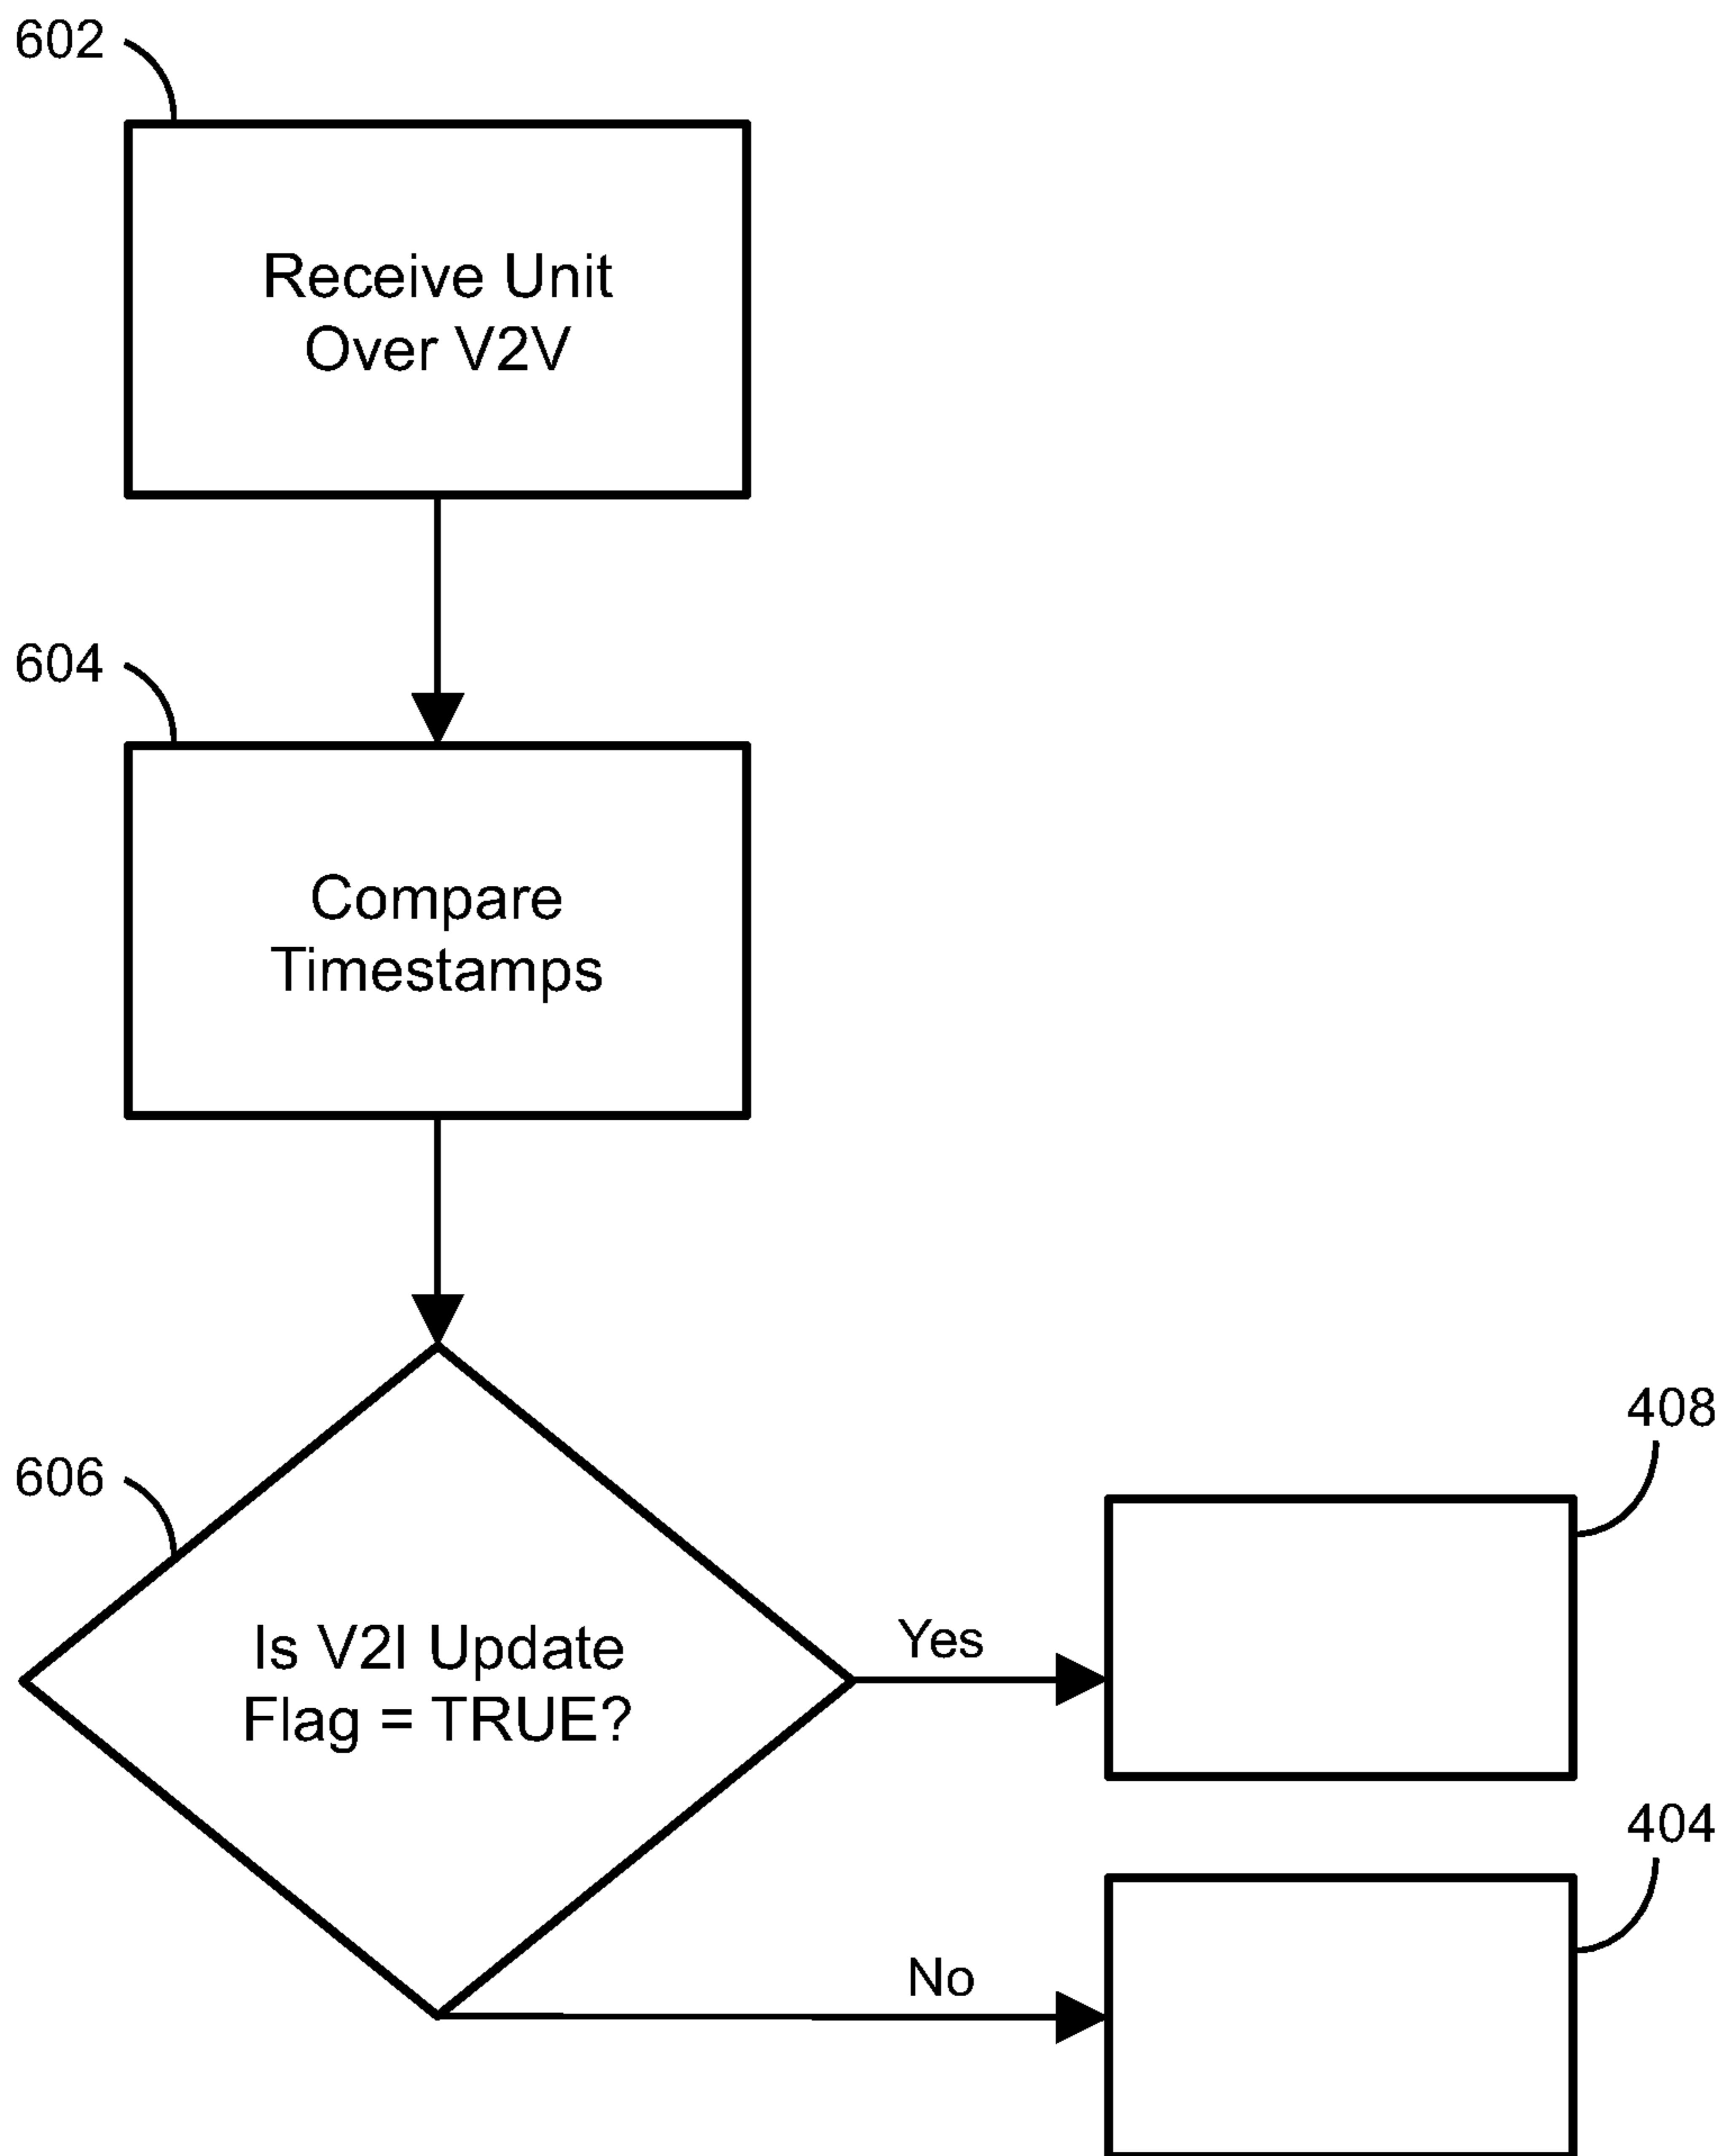 602
Receive Unit
Over V2V
604
Compare
Timestamps
606
Is V2I Update
Flag = TRUE?
Yes
408
No
404